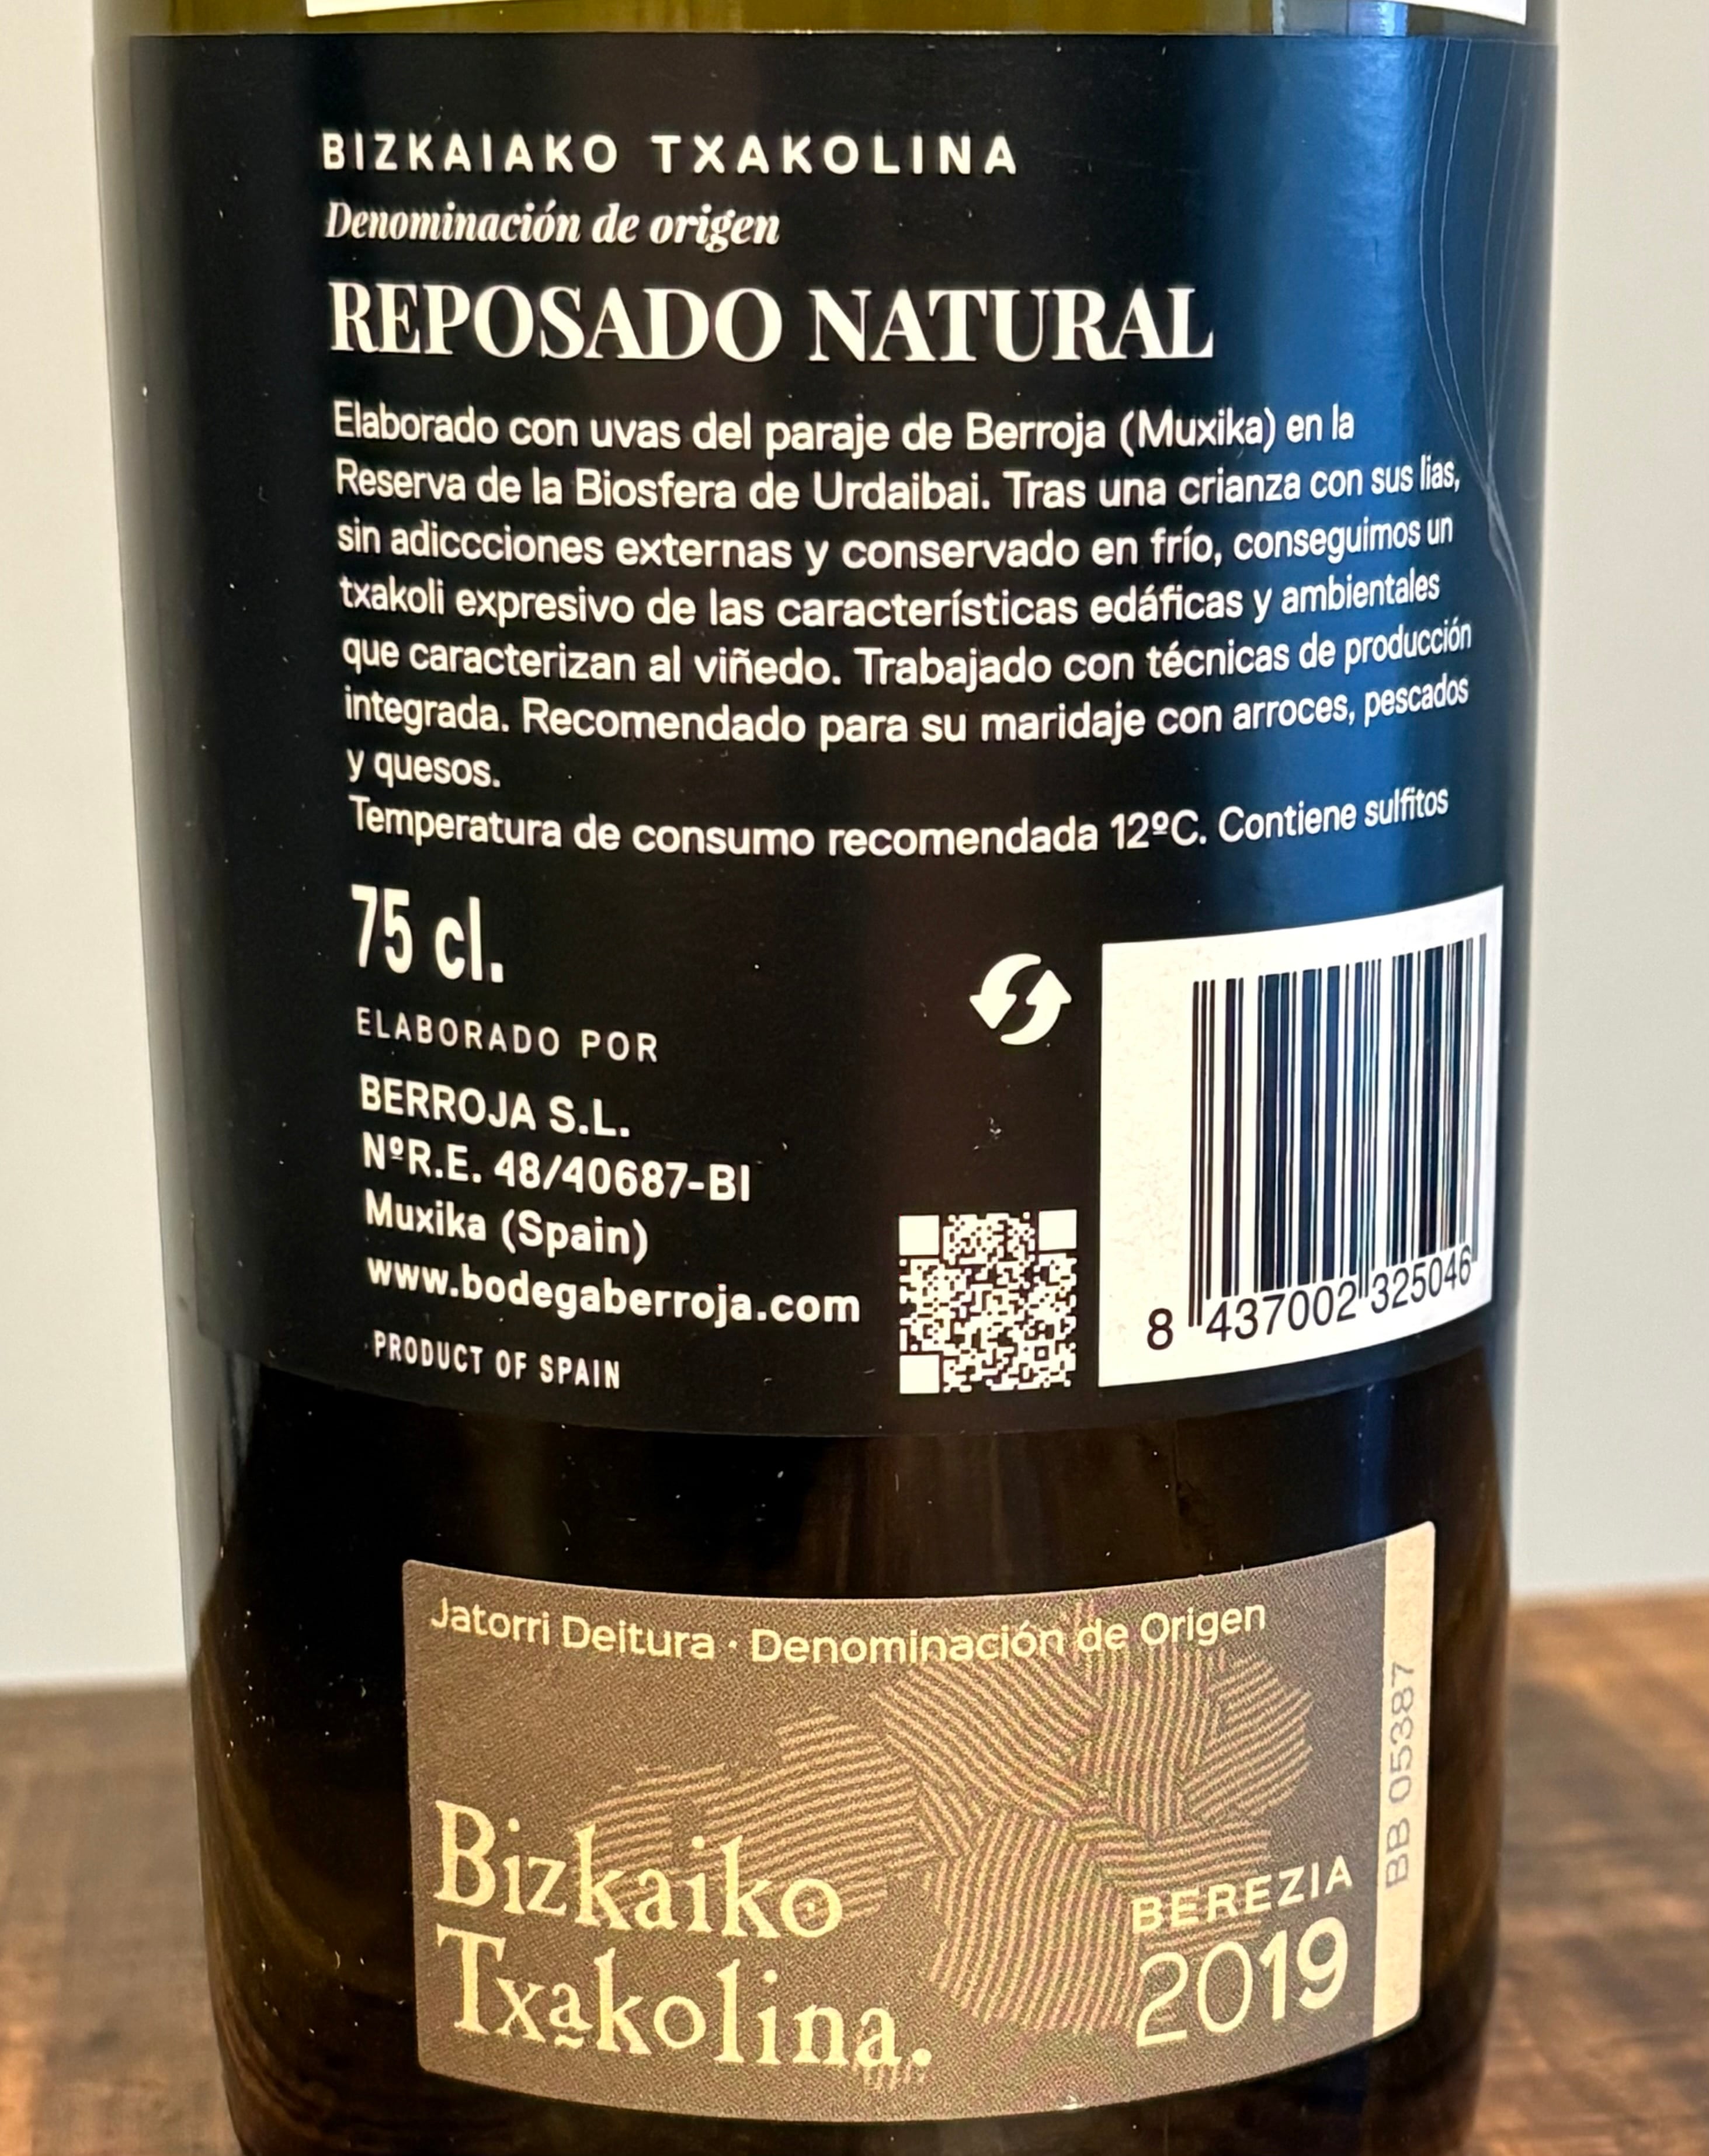 BIZKAIAKO TXAKOLINA
Denominación de origen
REPOSADO NATURAL
Elaborado con uvas del paraje de Berroja (Muxika) en la
Reserva de la Biosfera de Urdaibai. Tras una crianza con sus lias,
sin adiccciones externas y conservado en frío, conseguimos un
txakoli expresivo de las características edáficas y ambientales
que caracterizan al viñedo. Trabajado con técnicas de producción
integrada. Recomendado para su maridaje con arroces, pescados
y quesos.
Temperatura de consumo recomendada 12ºC. Contiene sulfitos
75 cl.
ELABORADO POR
BERROJA S.L.
NºR.E. 48/40687-BI
Muxika (Spain)
www.bodegaberroja.com
PRODUCT OF SPAIN
8 437002 325046
Jatorri Deitura · Denominación de Origen
Bizkaiko
Txakolina.
BEREZIA
2019
BB 05387